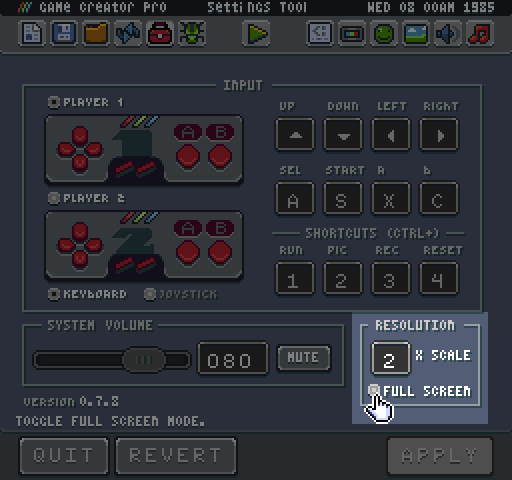 Game Creator Pro Settings Tool WED 08 00AM 1985
INPUT
PLAYER 1
UP DOWN LEFT RIGHT
A B
SEL START A b
PLAYER 2
A S X C
A B
SHORTCUTS (CTRL+)
RUN PIC REC RESET
1 2 3 4
KEYBOARD JOYSTICK
SYSTEM VOLUME
080 MUTE
RESOLUTION
2 X SCALE
FULL SCREEN
VERSION 0.7.8
TOGGLE FULL SCREEN MODE.
QUIT REVERT APPLY